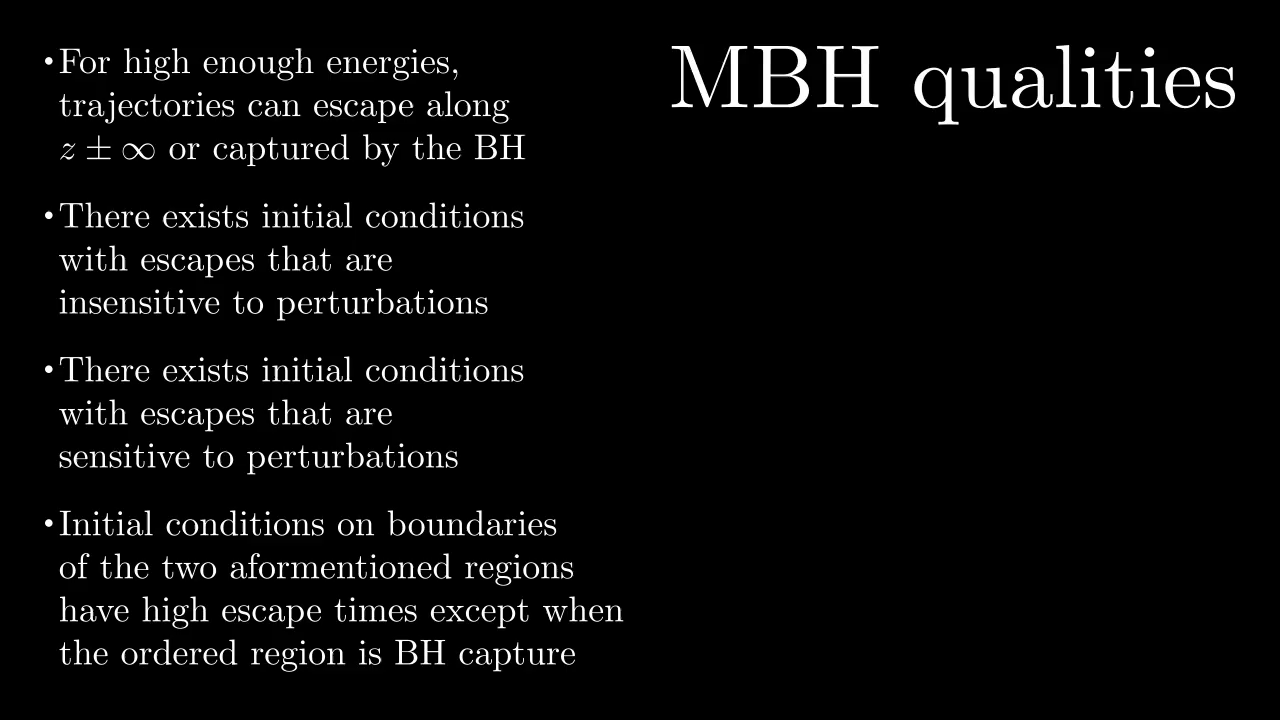 MBH qualities
•For high enough energies,
trajectories can escape along
z ± ∞ or captured by the BH
•There exists initial conditions
with escapes that are
insensitive to perturbations
•There exists initial conditions
with escapes that are
sensitive to perturbations
•Initial conditions on boundaries
of the two aformentioned regions
have high escape times except when
the ordered region is BH capture